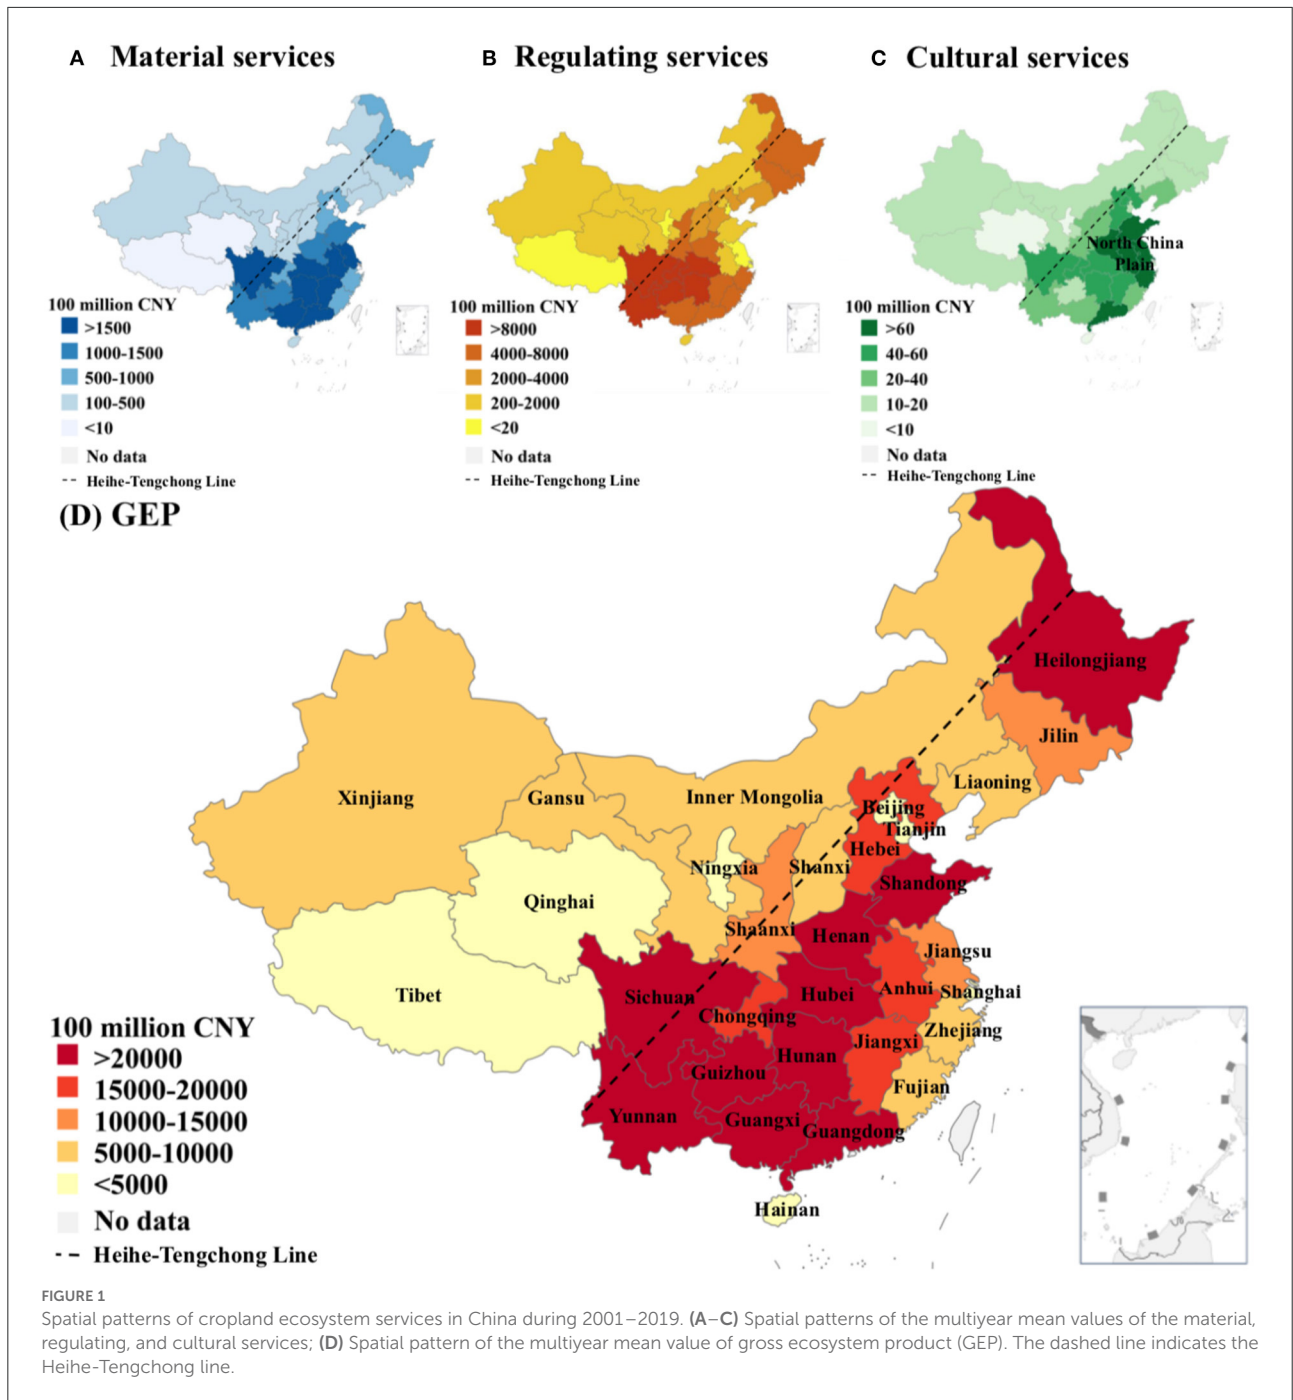 A Material services
100 million CNY
>1500
1000-1500
500-1000
100-500
<10
No data
Heihe-Tengchong Line
B Regulating services
100 million CNY
>8000
4000-8000
2000-4000
200-2000
<20
No data
Heihe-Tengchong Line
C Cultural services
North China
Plain
100 million CNY
>60
40-60
20-40
10-20
<10
No data
Heihe-Tengchong Line
(D) GEP
Heilongjiang
Jilin
Liaoning
Xinjiang
Gansu
Inner Mongolia
Beijing
Tianjin
Hebei
Ningxia
Shanxi
Shandong
Qinghai
Shaanxi
Henan
Jiangsu
Tibet
Sichuan
Hubei
Anhui
Shanghai
Chongqing
Zhejiang
Jiangxi
Hunan
Guizhou
Fujian
Yunnan
Guangxi
Guangdong
Hainan
100 million CNY
>20000
15000-20000
10000-15000
5000-10000
<5000
No data
Heihe-Tengchong Line
FIGURE 1
Spatial patterns of cropland ecosystem services in China during 2001–2019. (A–C) Spatial patterns of the multiyear mean values of the material,
regulating, and cultural services; (D) Spatial pattern of the multiyear mean value of gross ecosystem product (GEP). The dashed line indicates the
Heihe-Tengchong line.